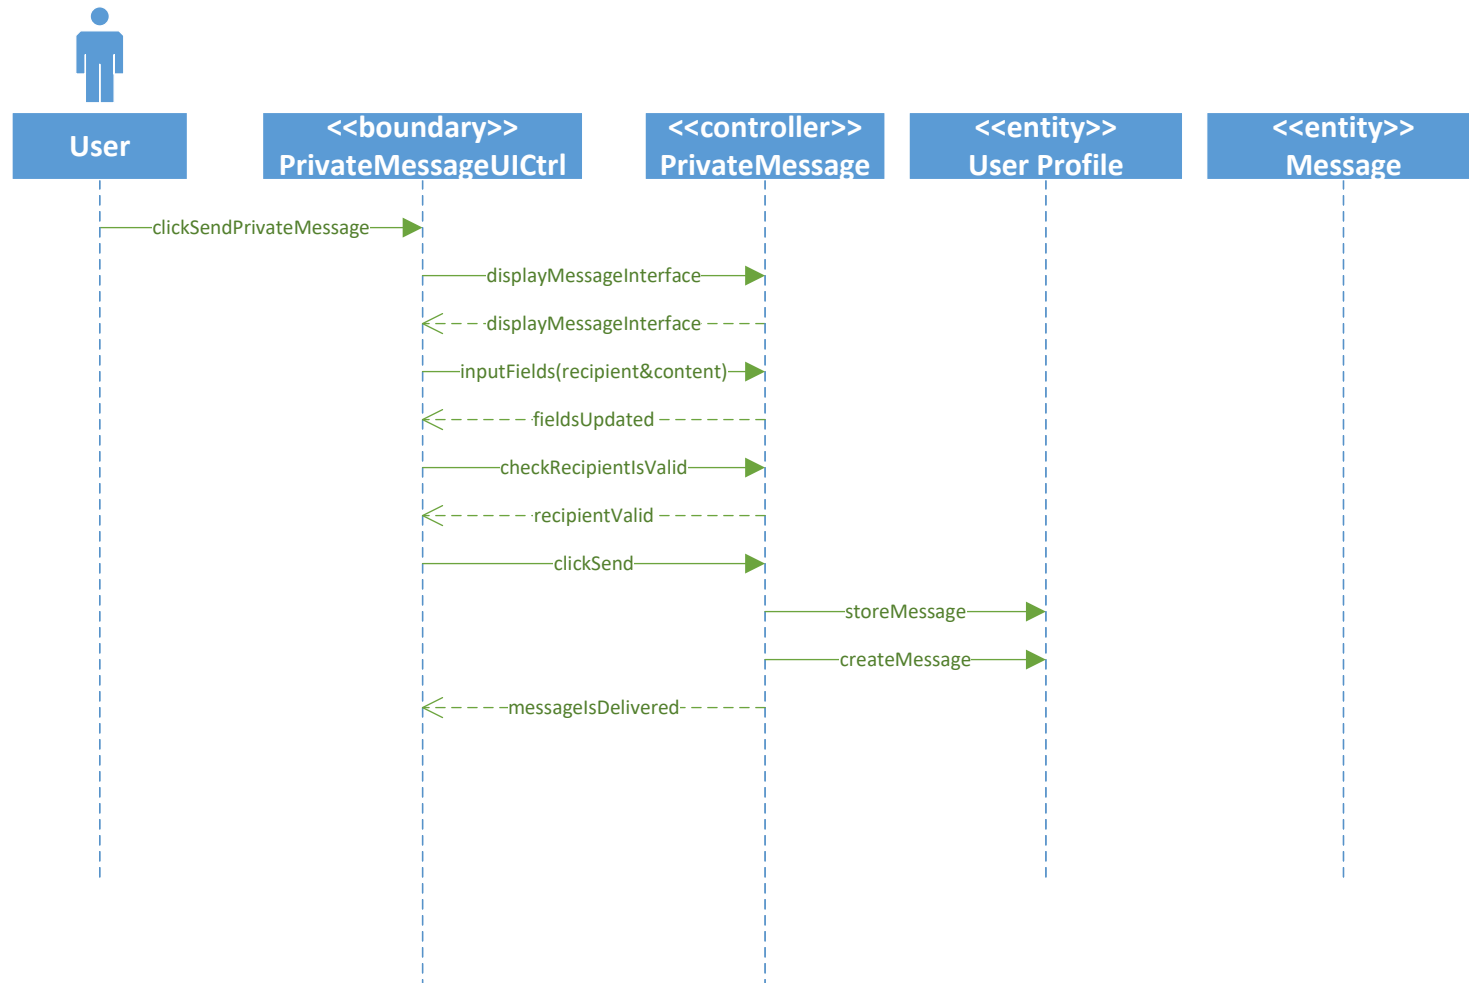 User
<<boundary>>
PrivateMessageUICtrl
<<controller>>
PrivateMessage
<<entity>>
User Profile
<<entity>>
Message
clickSendPrivateMessage
displayMessageInterface
displayMessageInterface
inputFields(recipient&content)
fieldsUpdated
checkRecipientIsValid
recipientValid
clickSend
storeMessage
createMessage
messageIsDelivered